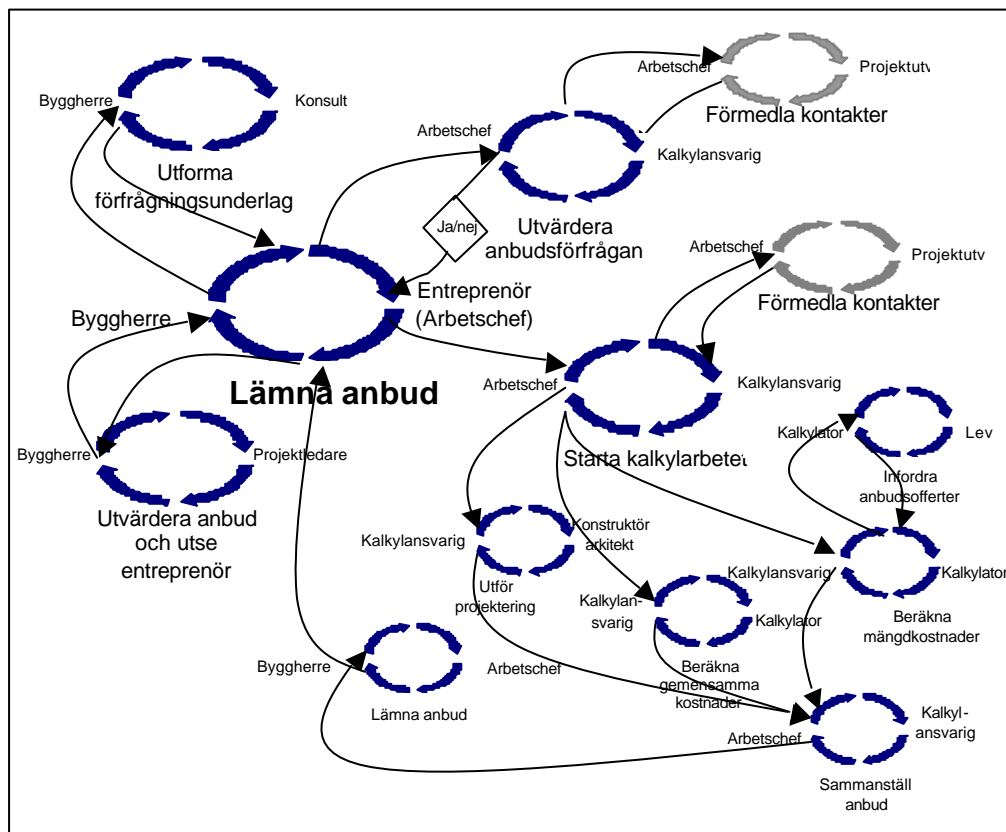 Arbetschef
Projektutv
Förmedla kontakter
Byggherre
Konsult
Utforma
förfrågningsunderlag
Arbetschef
Kalkylansvarig
Ja/nej
Utvärdera
anbudsförfrågan
Arbetschef
Projektutv
Förmedla kontakter
Byggherre
Entreprenör
(Arbetschef)
Lämna anbud
Arbetschef
Kalkylansvarig
Starta kalkylarbetet
Byggherre
Projektledare
Utvärdera anbud
och utse
entreprenör
Kalkylator
Lev
Infordra
anbudsofferter
Kalkylansvarig
Konstruktör
arkitekt
Utför
projektering
Kalkylan-
svarig
Kalkylator
Beräkna
gemensamma
kostnader
Kalkylansvarig
Kalkylator
Beräkna
mängdkostnader
Byggherre
Arbetschef
Lämna anbud
Arbetschef
Kalkyl-
ansvarig
Sammanställ
anbud